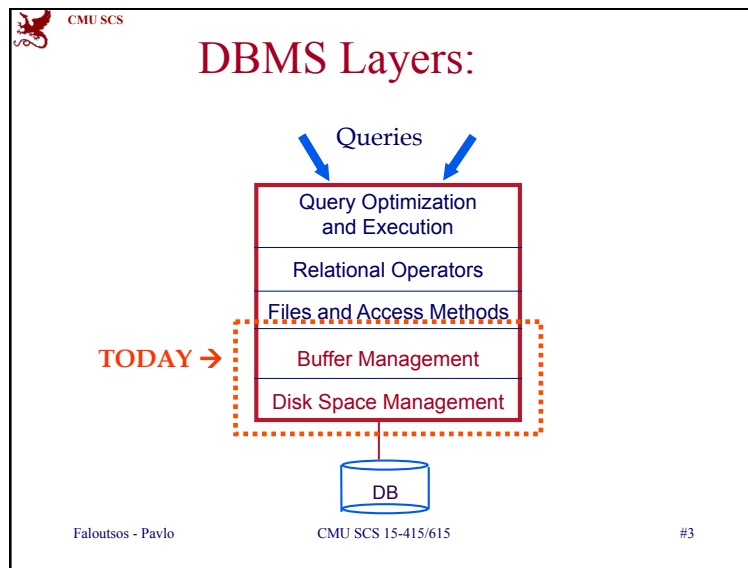 CMU SCS
DBMS Layers:
Queries
Query Optimization
and Execution
Relational Operators
Files and Access Methods
TODAY →
Buffer Management
Disk Space Management
DB
Faloutsos - Pavlo
CMU SCS 15-415/615
#3